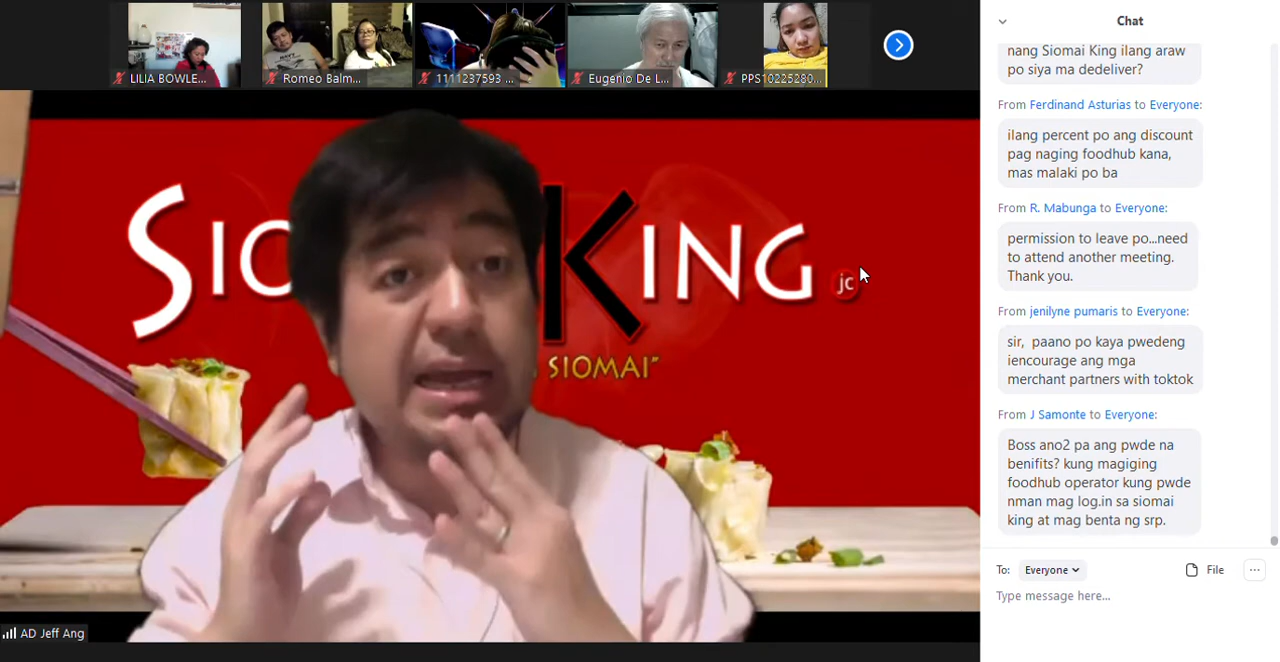 LILIA BOWLE...
Romeo Balm...
1111237593 ...
Eugenio De L...
PPS10225280...
SIO
KING
jc
SIOMAI"
AD Jeff Ang
Chat
nang Siomai King ilang araw
po siya ma dedeliver?
From Ferdinand Asturias to Everyone:
ilang percent po ang discount
pag naging foodhub kana,
mas malaki po ba
From R. Mabunga to Everyone:
permission to leave po...need
to attend another meeting.
Thank you.
From jenilyne pumaris to Everyone:
sir, paano po kaya pwedeng
iencourage ang mga
merchant partners with toktok
From J Samonte to Everyone:
Boss ano2 pa ang pwde na
benifits? kung magiging
foodhub operator kung pwde
nman mag log.in sa siomai
king at mag benta ng srp.
To: Everyone
File
Type message here...